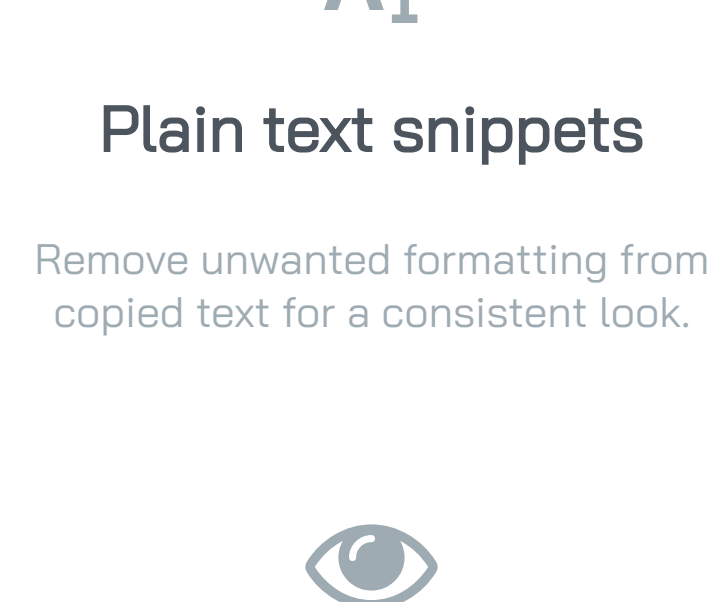 Plain text snippets
Remove unwanted formatting from
copied text for a consistent look.